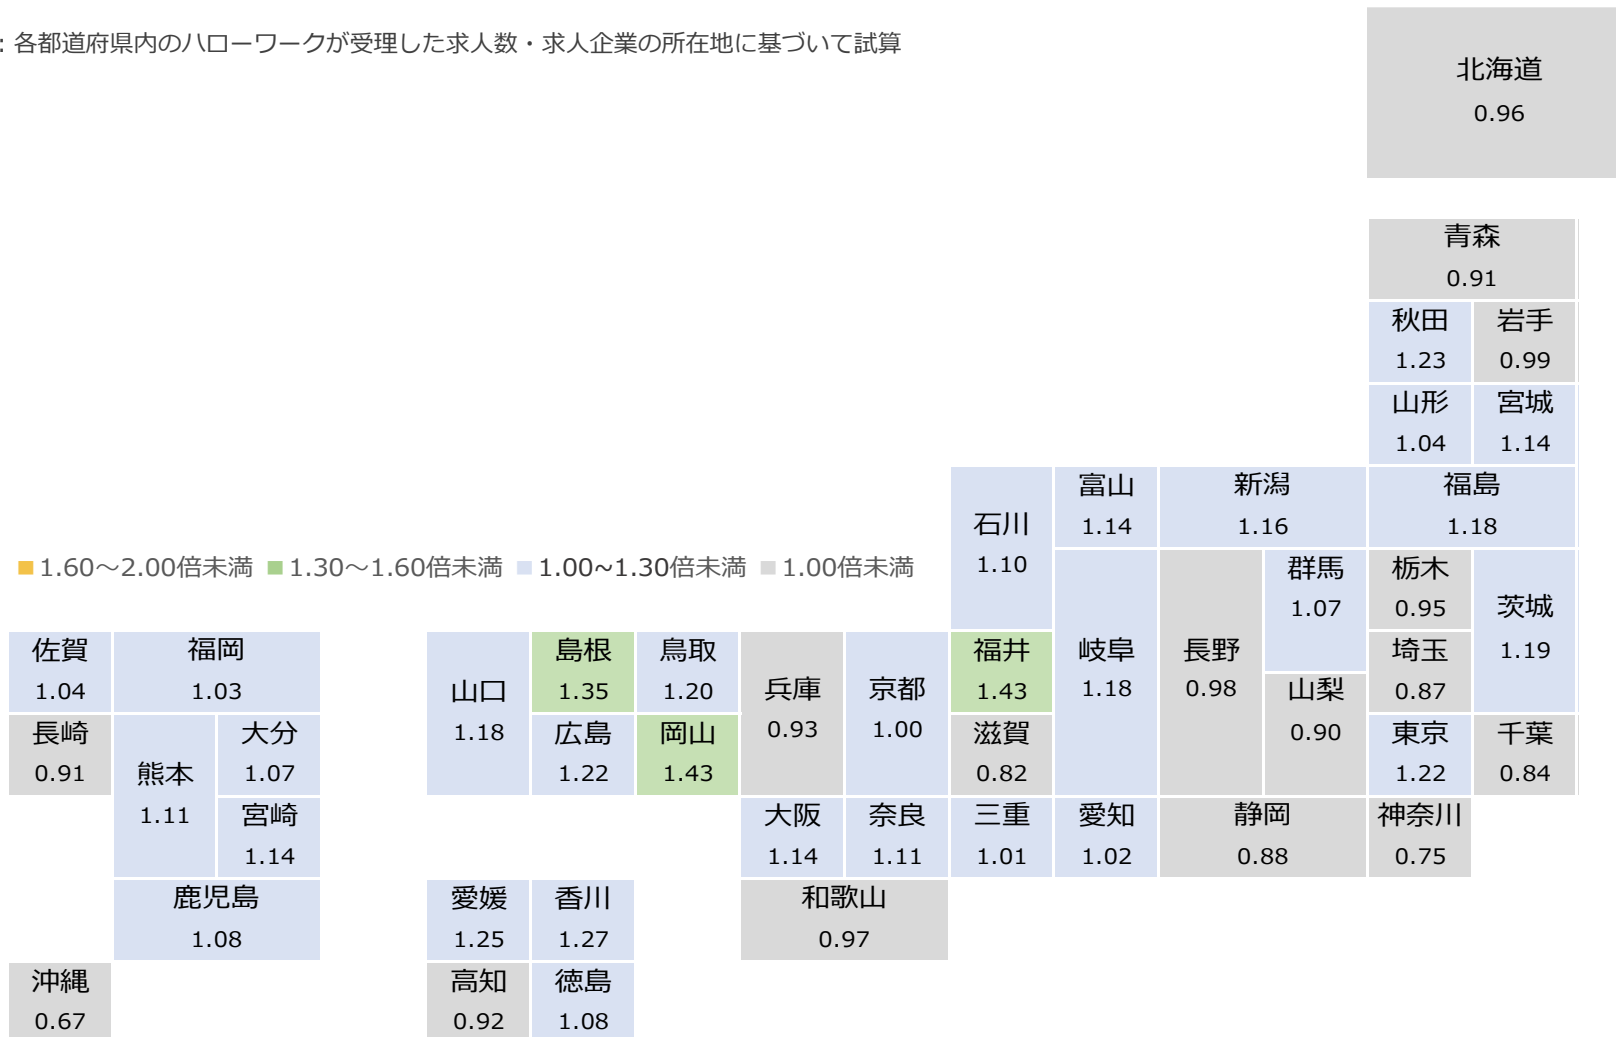 : 各都道府県内のハローワークが受理した求人数・求人企業の所在地に基づいて試算
北海道
0.96
青森
0.91
秋田 岩手
1.23 0.99
山形 宮城
1.04 1.14
石川
1.10
富山
1.14
新潟
1.16
福島
1.18
■1.60～2.00倍未満 ■1.30～1.60倍未満 ■1.00~1.30倍未満 ■1.00倍未満
群馬
1.07
栃木
0.95
茨城
1.19
佐賀
1.04
福岡
1.03
山口
1.18
島根
1.35
鳥取
1.20
兵庫
0.93
京都
1.00
福井
1.43
岐阜
1.18
長野
0.98
山梨
0.90
埼玉
0.87
長崎
0.91
熊本
1.11
大分
1.07
広島
1.22
岡山
1.43
滋賀
0.82
東京
1.22
千葉
0.84
宮崎
1.14
大阪
1.14
奈良
1.11
三重
1.01
愛知
1.02
静岡
0.88
神奈川
0.75
鹿児島
1.08
愛媛
1.25
香川
1.27
和歌山
0.97
沖縄
0.67
高知
0.92
徳島
1.08